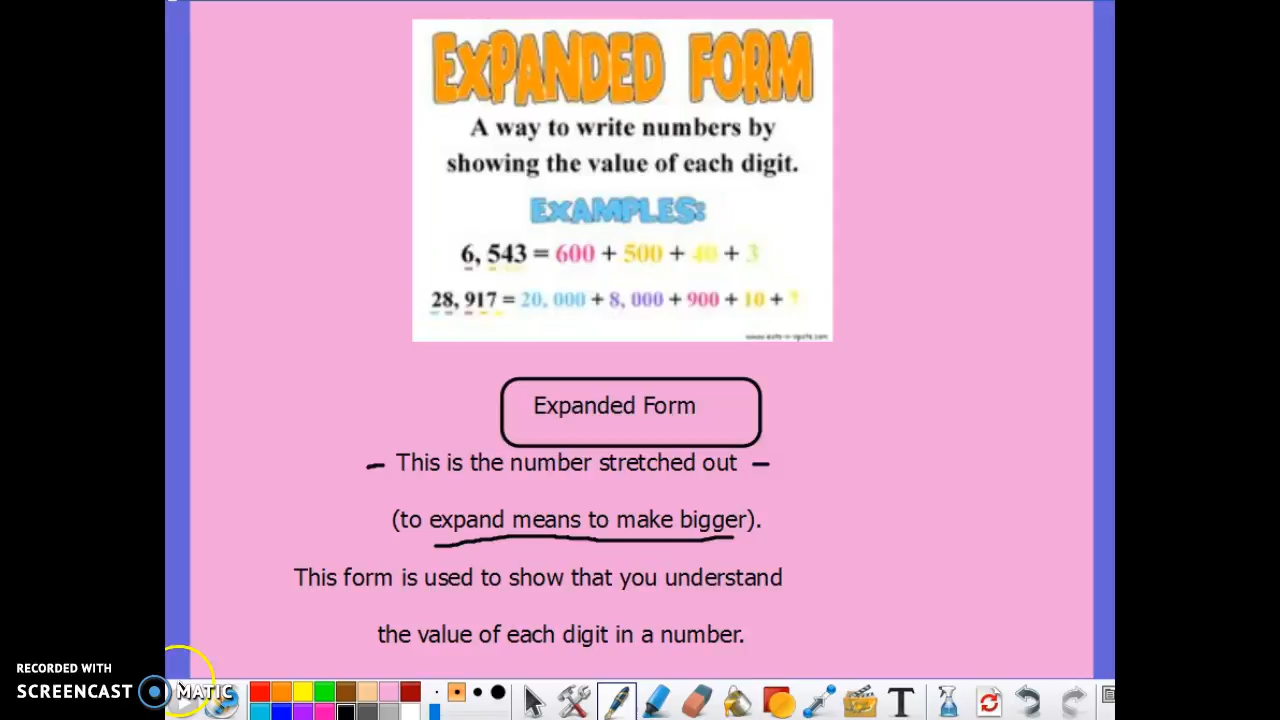 EXPANDED FORM
A way to write numbers by
showing the value of each digit.
EXAMPLES:
6, 543 = 600 + 500 + 40 + 3
28, 917 = 20, 000 + 8, 000 + 900 + 10 + 7
Expanded Form
- This is the number stretched out -
(to expand means to make bigger).
This form is used to show that you understand
the value of each digit in a number.
RECORDED WITH
SCREENCAST MATIC
T